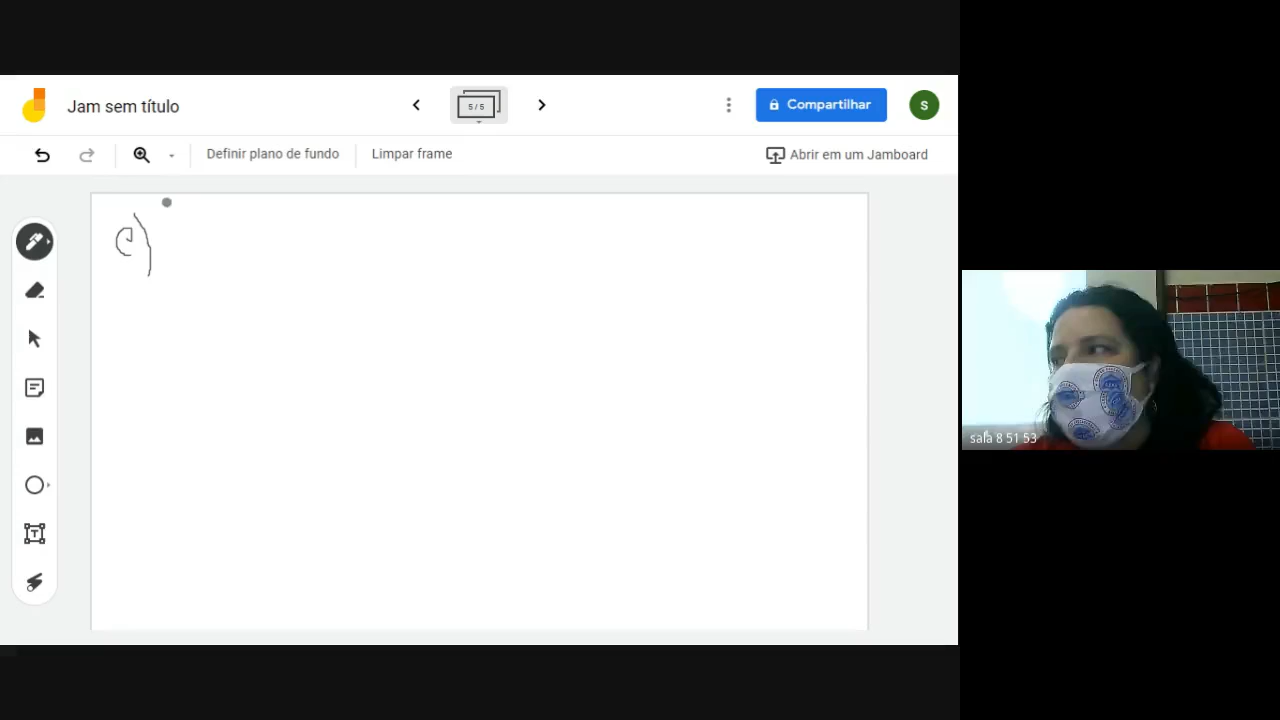 Jam sem título
5 / 5
Compartilhar
S
Definir plano de fundo
Limpar frame
Abrir em um Jamboard
e)
T
sala 8 51 53